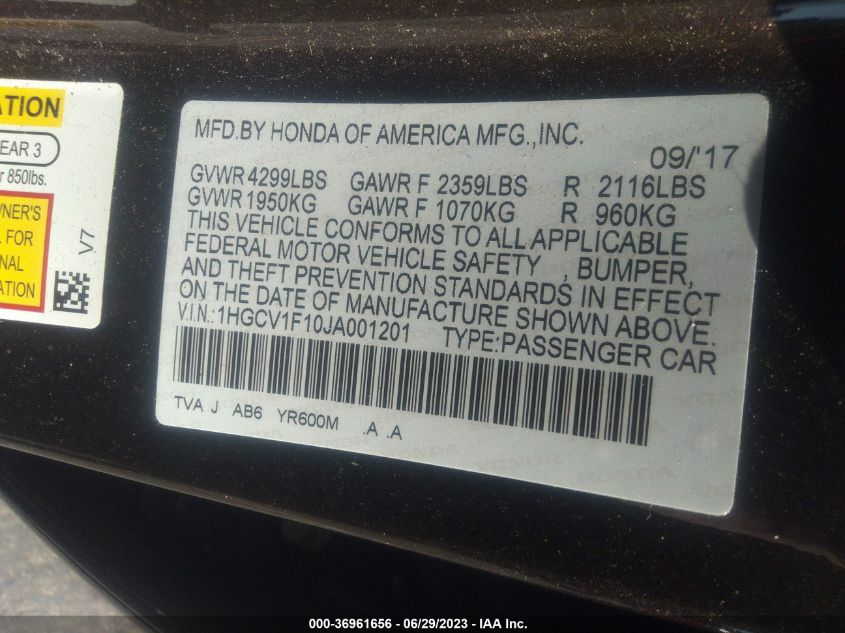 ATION
EAR 3
r 850lbs.
WNER'S
L FOR
NAL
ATION
V7
MFD.BY HONDA OF AMERICA MFG.,INC.
09/'17
GVWR 4299LBS GAWR F 2359LBS R 2116LBS
GVWR 1950KG GAWR F 1070KG R 960KG
THIS VEHICLE CONFORMS TO ALL APPLICABLE
FEDERAL MOTOR VEHICLE SAFETY , BUMPER,
AND THEFT PREVENTION STANDARDS IN EFFECT
ON THE DATE OF MANUFACTURE SHOWN ABOVE.
V.I.N.: 1HGCV1F10JA001201 TYPE:PASSENGER CAR
TVA J AB6 YR600M .A .A
000-36961656 - 06/29/2023 - IAA Inc.